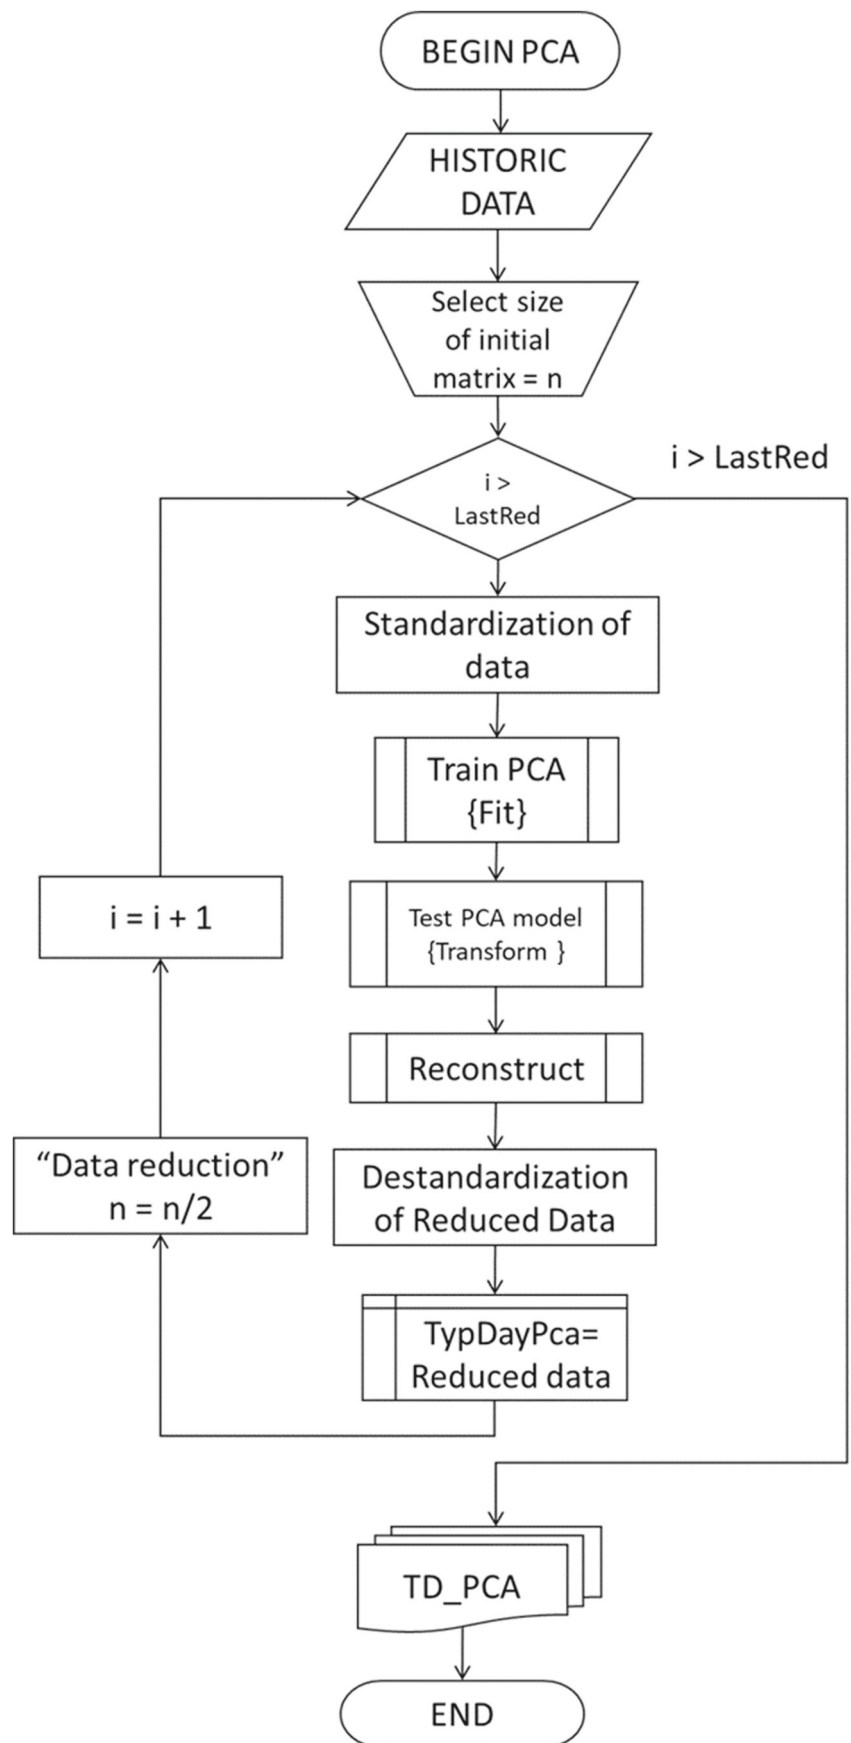 BEGIN PCA
HISTORIC
DATA
Select size
of initial
matrix = n
i > LastRed
i >
LastRed
Standardization of
data
Train PCA
{Fit}
Test PCA model
{Transform }
i = i + 1
Reconstruct
"Data reduction"
n = n/2
Destandardization
of Reduced Data
TypDayPca=
Reduced data
TD_PCA
END